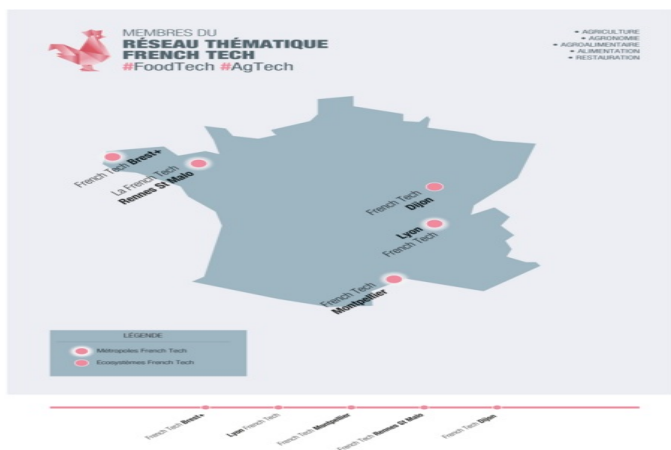 MEMBRES DU
RÉSEAU THÉMATIQUE
FRENCH TECH
#FoodTech #AgTech
• AGRICULTURE
• AGRONOMIE
• AGROALIMENTAIRE
• ALIMENTATION
• RESTAURATION
French Tech Brest+
La French Tech
Rennes St Malo
French Tech
Dijon
Lyon
French Tech
French Tech
Montpellier
LÉGENDE
Métropoles French Tech
Ecosystèmes French Tech
French Tech Brest+
Lyon French Tech
French Tech Montpellier
French Tech Rennes St Malo
French Tech Dijon